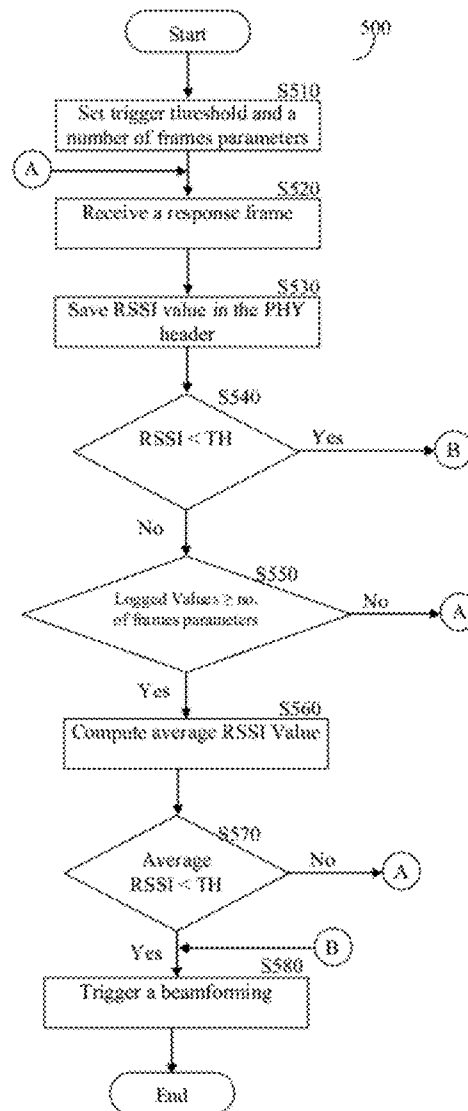 Start
500
S510
Set trigger threshold and a
number of frames parameters
A
S520
Receive a response frame
S530
Save RSSI value in the PHY
header
S540
RSSI < TH
Yes
B
No
S550
Logged Values ≥ no.
of frames parameters
No
A
Yes
S560
Compute average RSSI Value
S570
Average
RSSI < TH
No
A
Yes
B
S580
Trigger a beamforming
End